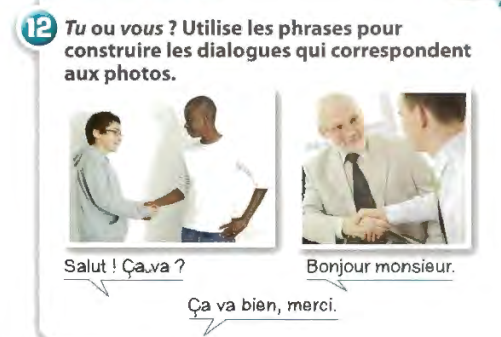 12 Tu ou vous ? Utilise les phrases pour
construire les dialogues qui correspondent
aux photos.
Salut ! Ça va ?
Bonjour monsieur.
Ça va bien, merci.